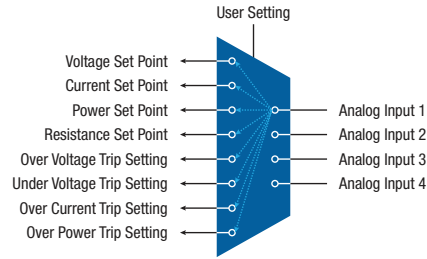 User Setting
Voltage Set Point
Current Set Point
Power Set Point
Resistance Set Point
Over Voltage Trip Setting
Under Voltage Trip Setting
Over Current Trip Setting
Over Power Trip Setting
Analog Input 1
Analog Input 2
Analog Input 3
Analog Input 4